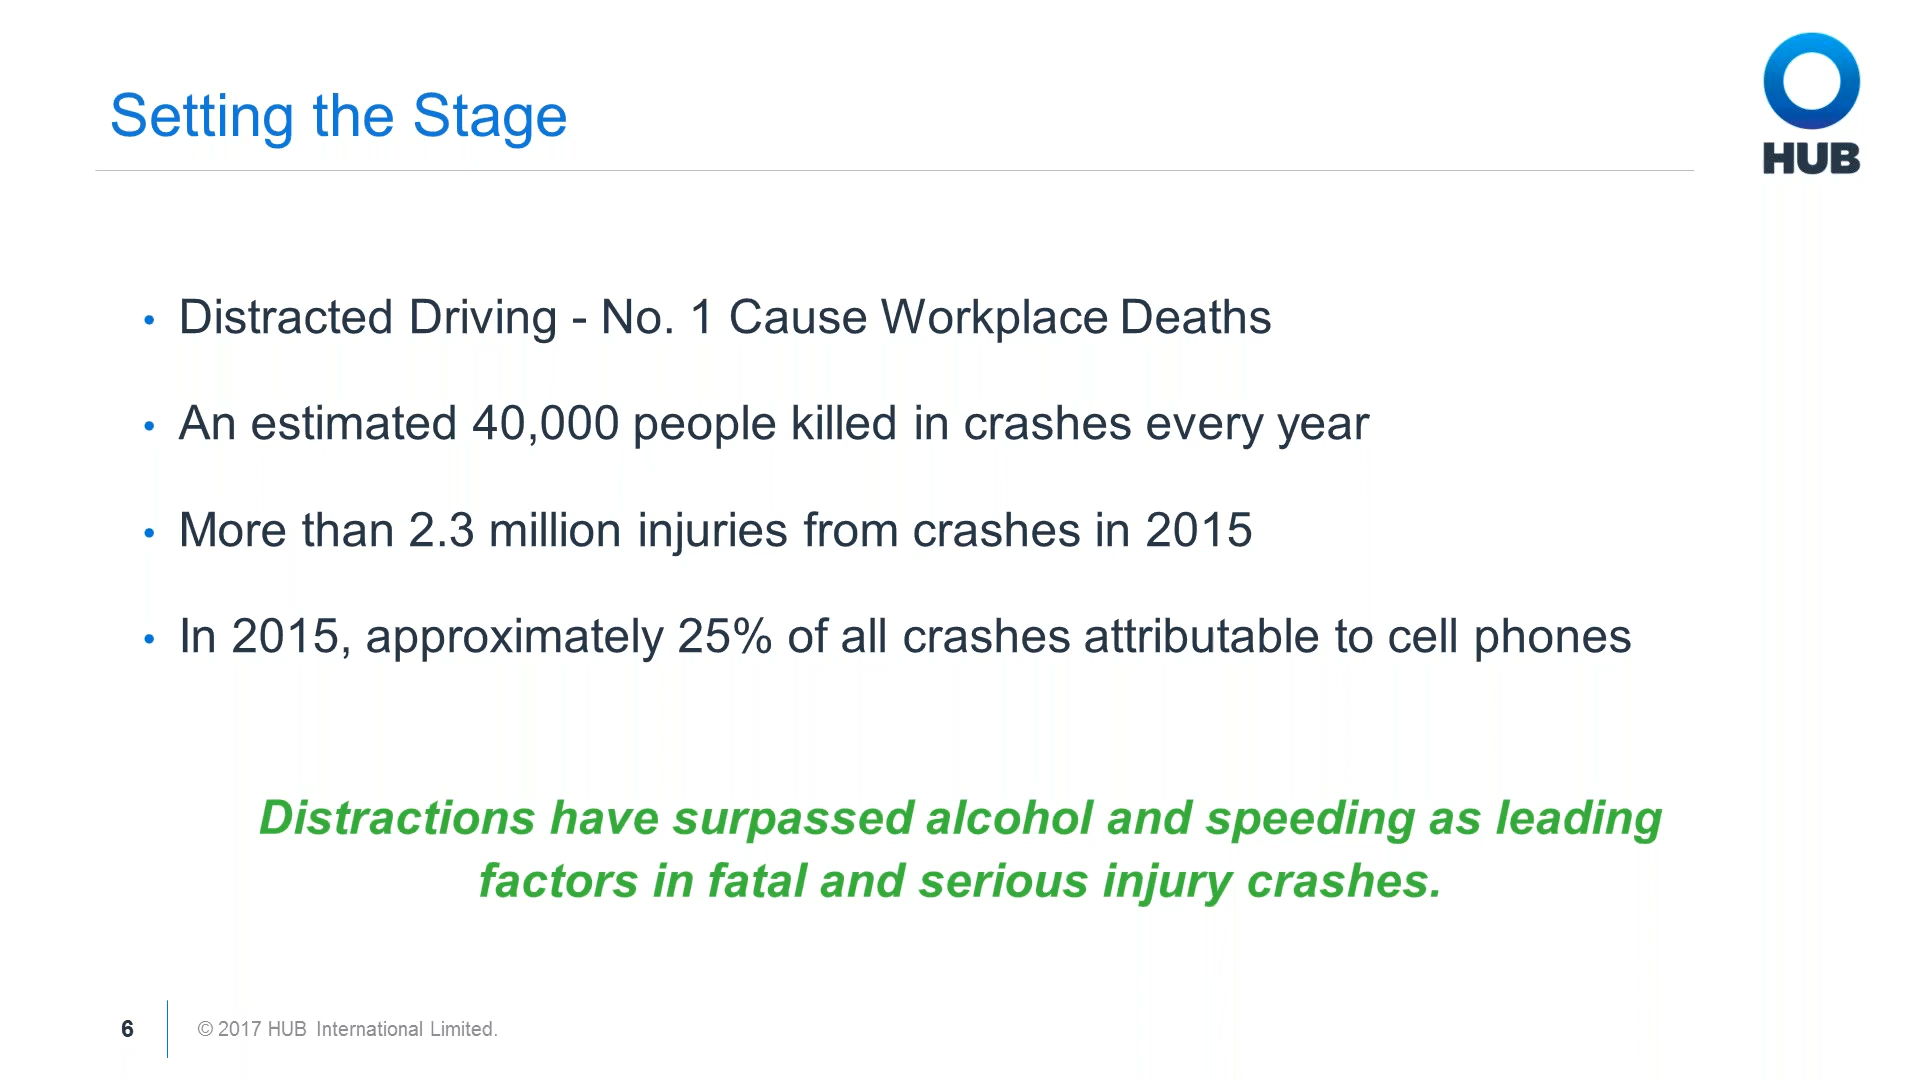 Setting the Stage
HUB
• Distracted Driving - No. 1 Cause Workplace Deaths
• An estimated 40,000 people killed in crashes every year
• More than 2.3 million injuries from crashes in 2015
• In 2015, approximately 25% of all crashes attributable to cell phones
Distractions have surpassed alcohol and speeding as leading
factors in fatal and serious injury crashes.
6
© 2017 HUB International Limited.